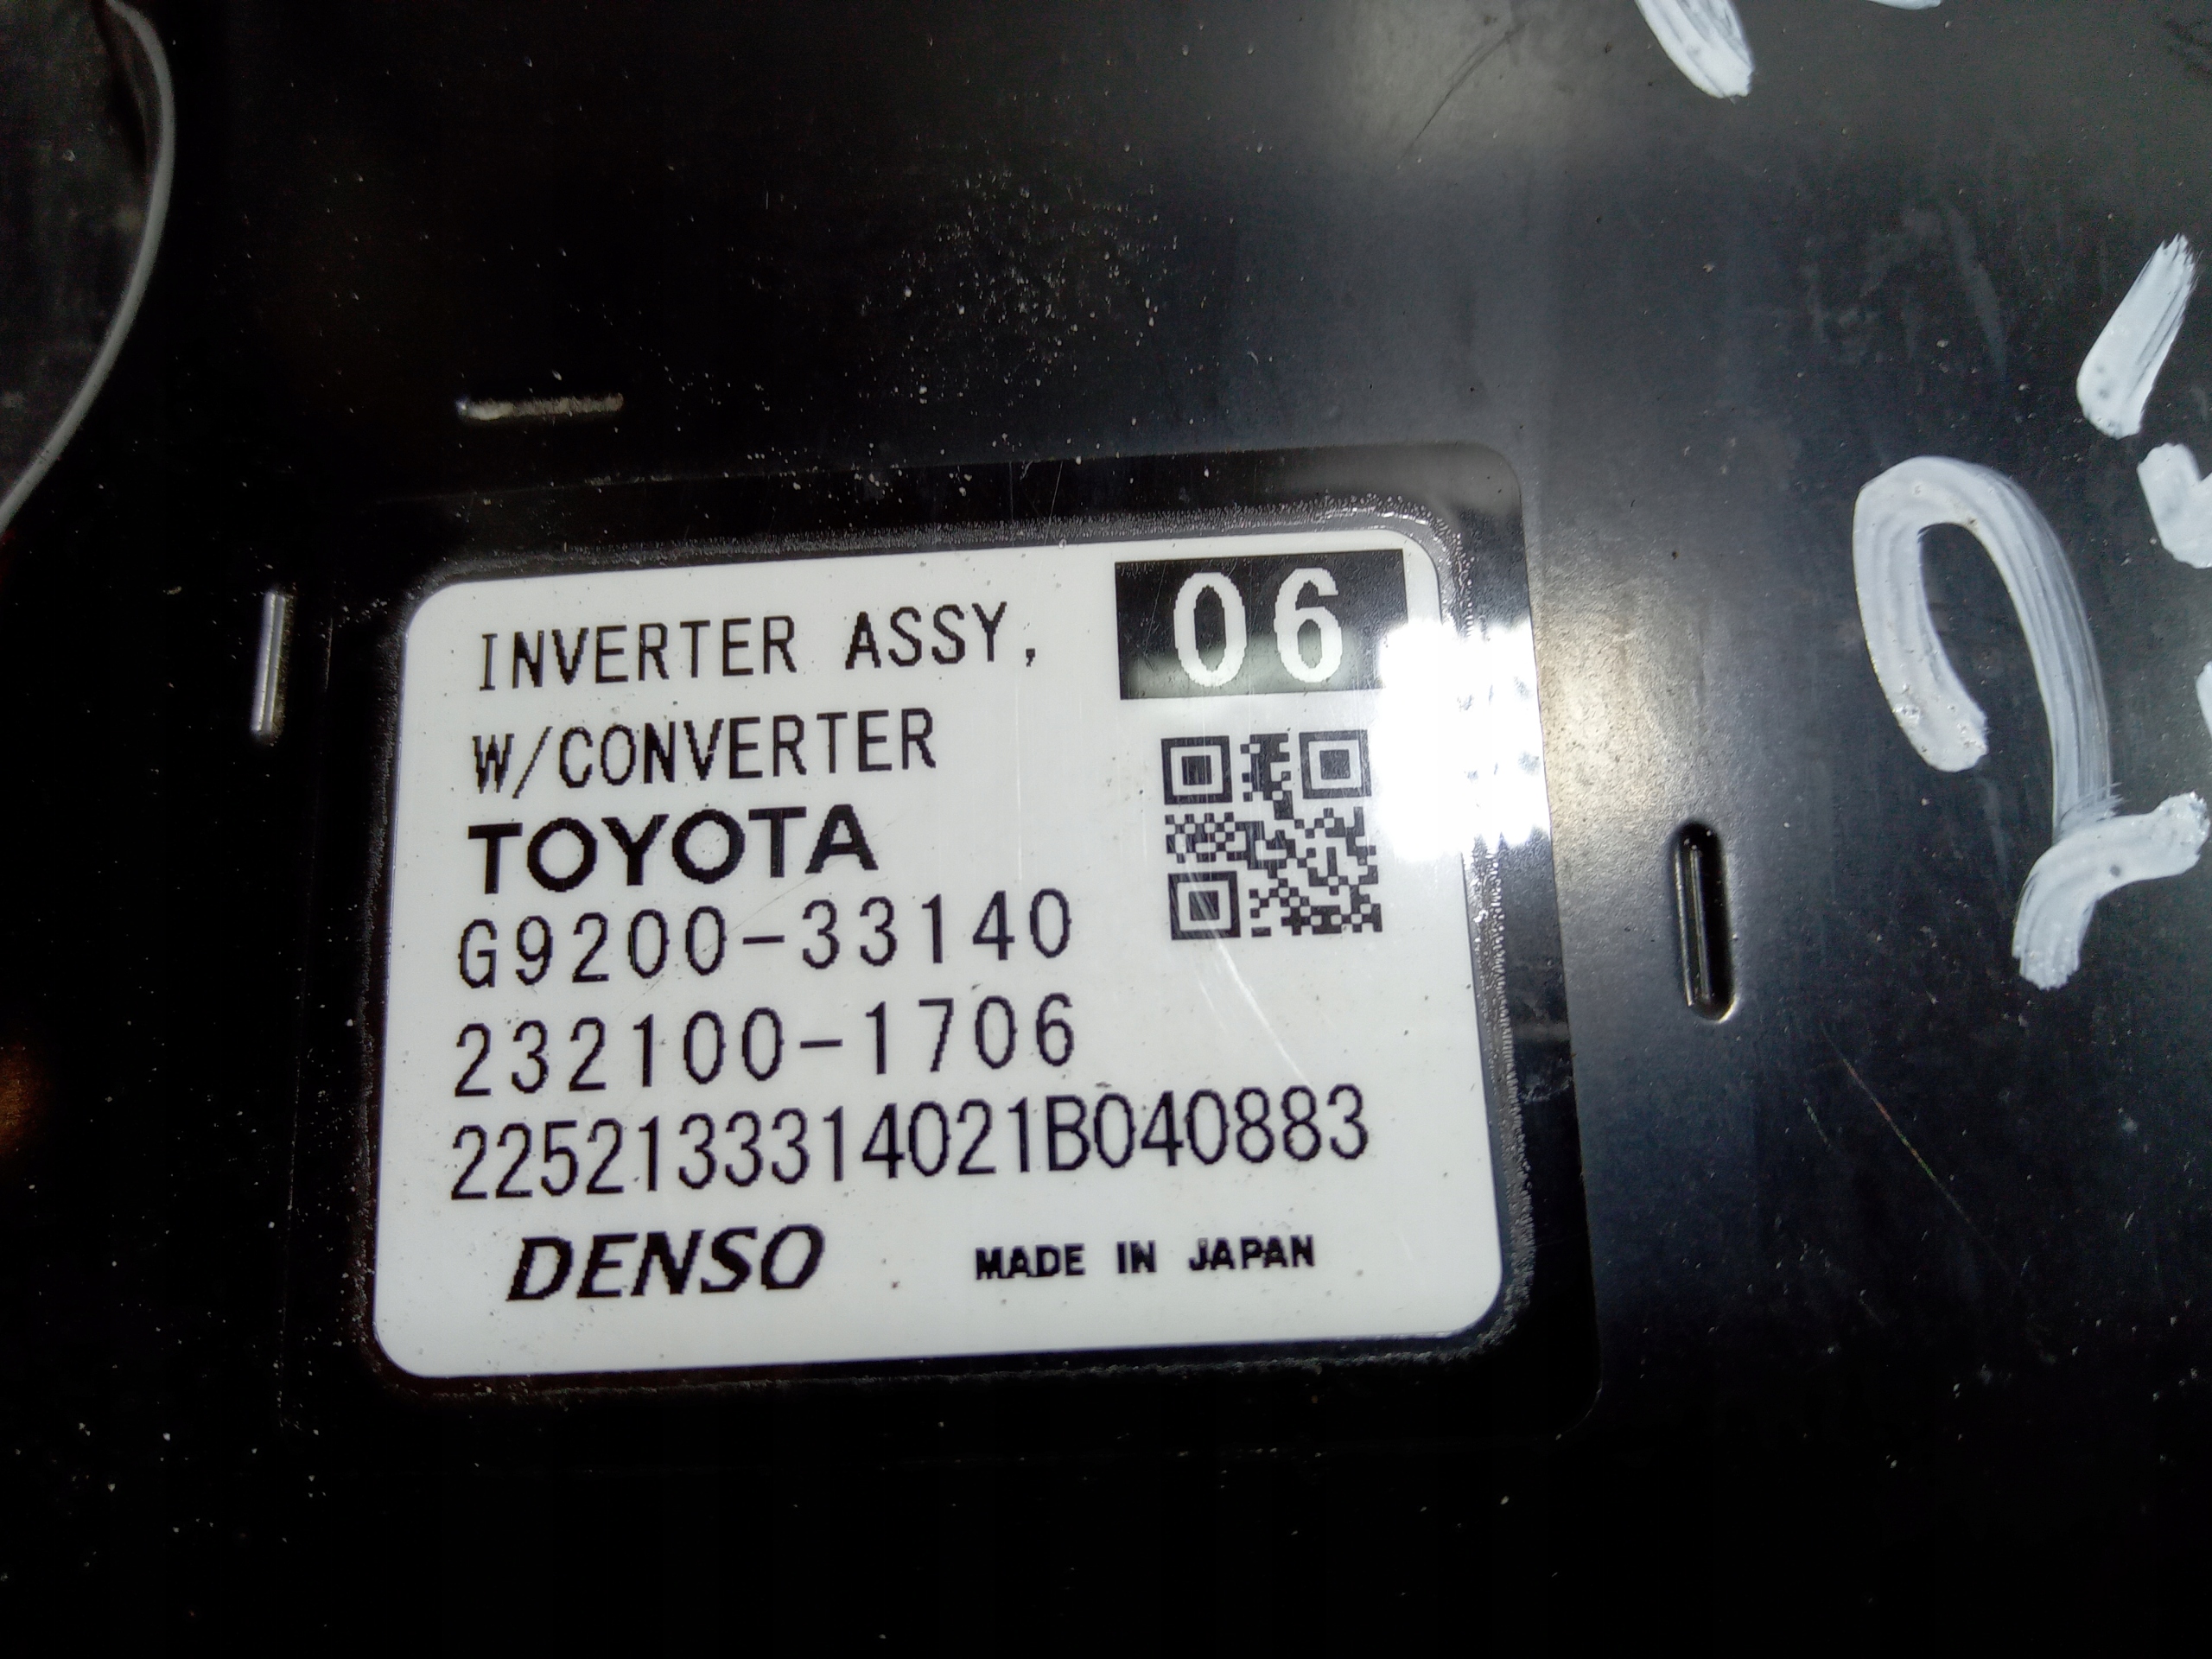 INVERTER ASSY, 06
W/CONVERTER
TOYOTA
G9200-33140
232100-1706
2252133314021B040883
DENSO MADE IN JAPAN